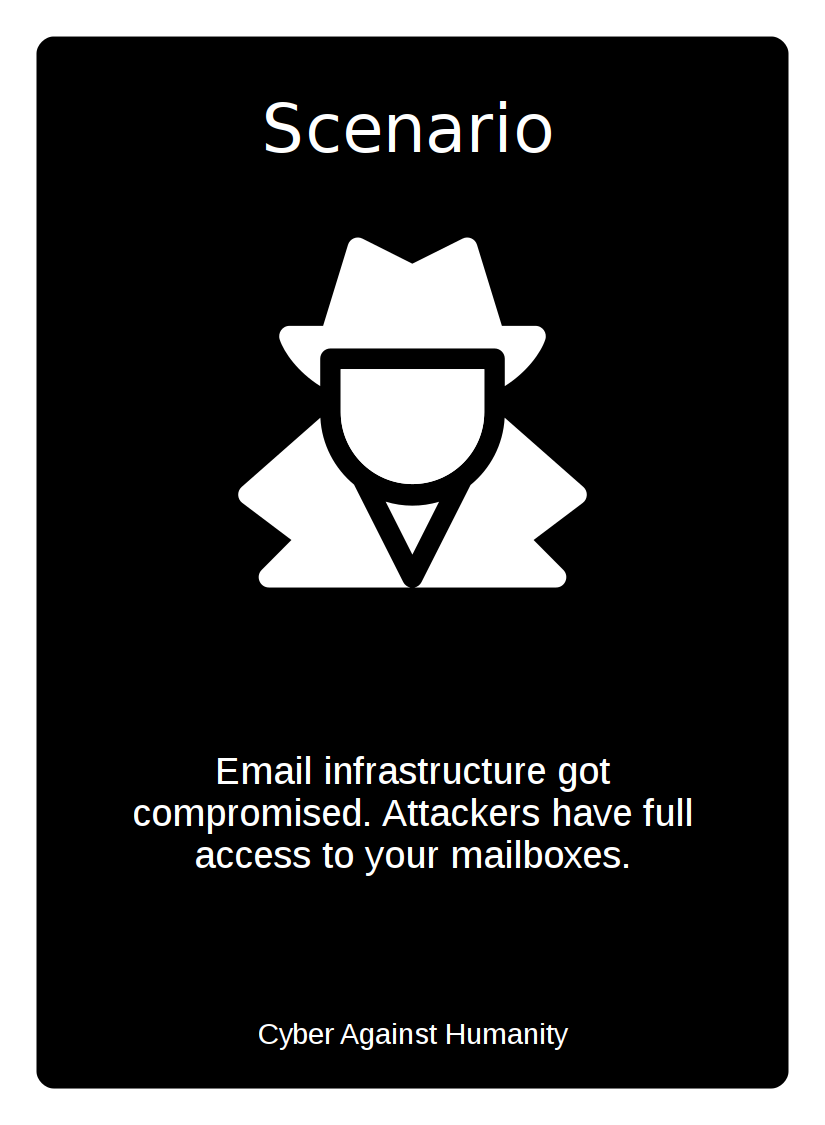 Scenario
Email infrastructure got
compromised. Attackers have full
access to your mailboxes.
Cyber Against Humanity